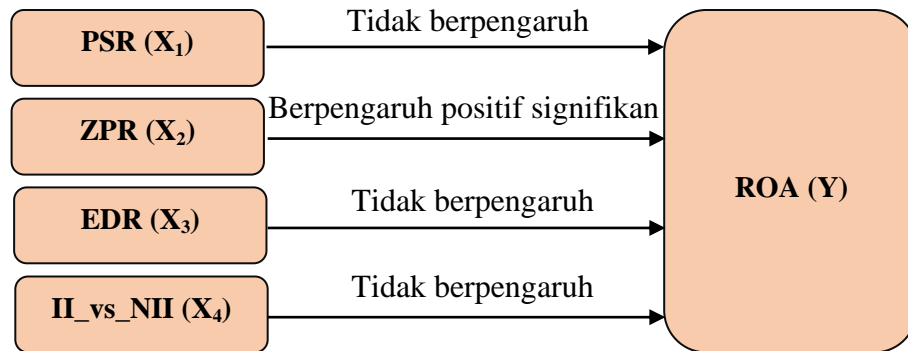 PSR (X₁)
Tidak berpengaruh
ZPR (X₂)
Berpengaruh positif signifikan
ROA (Y)
EDR (X₃)
Tidak berpengaruh
II_vs_NII (X₄)
Tidak berpengaruh